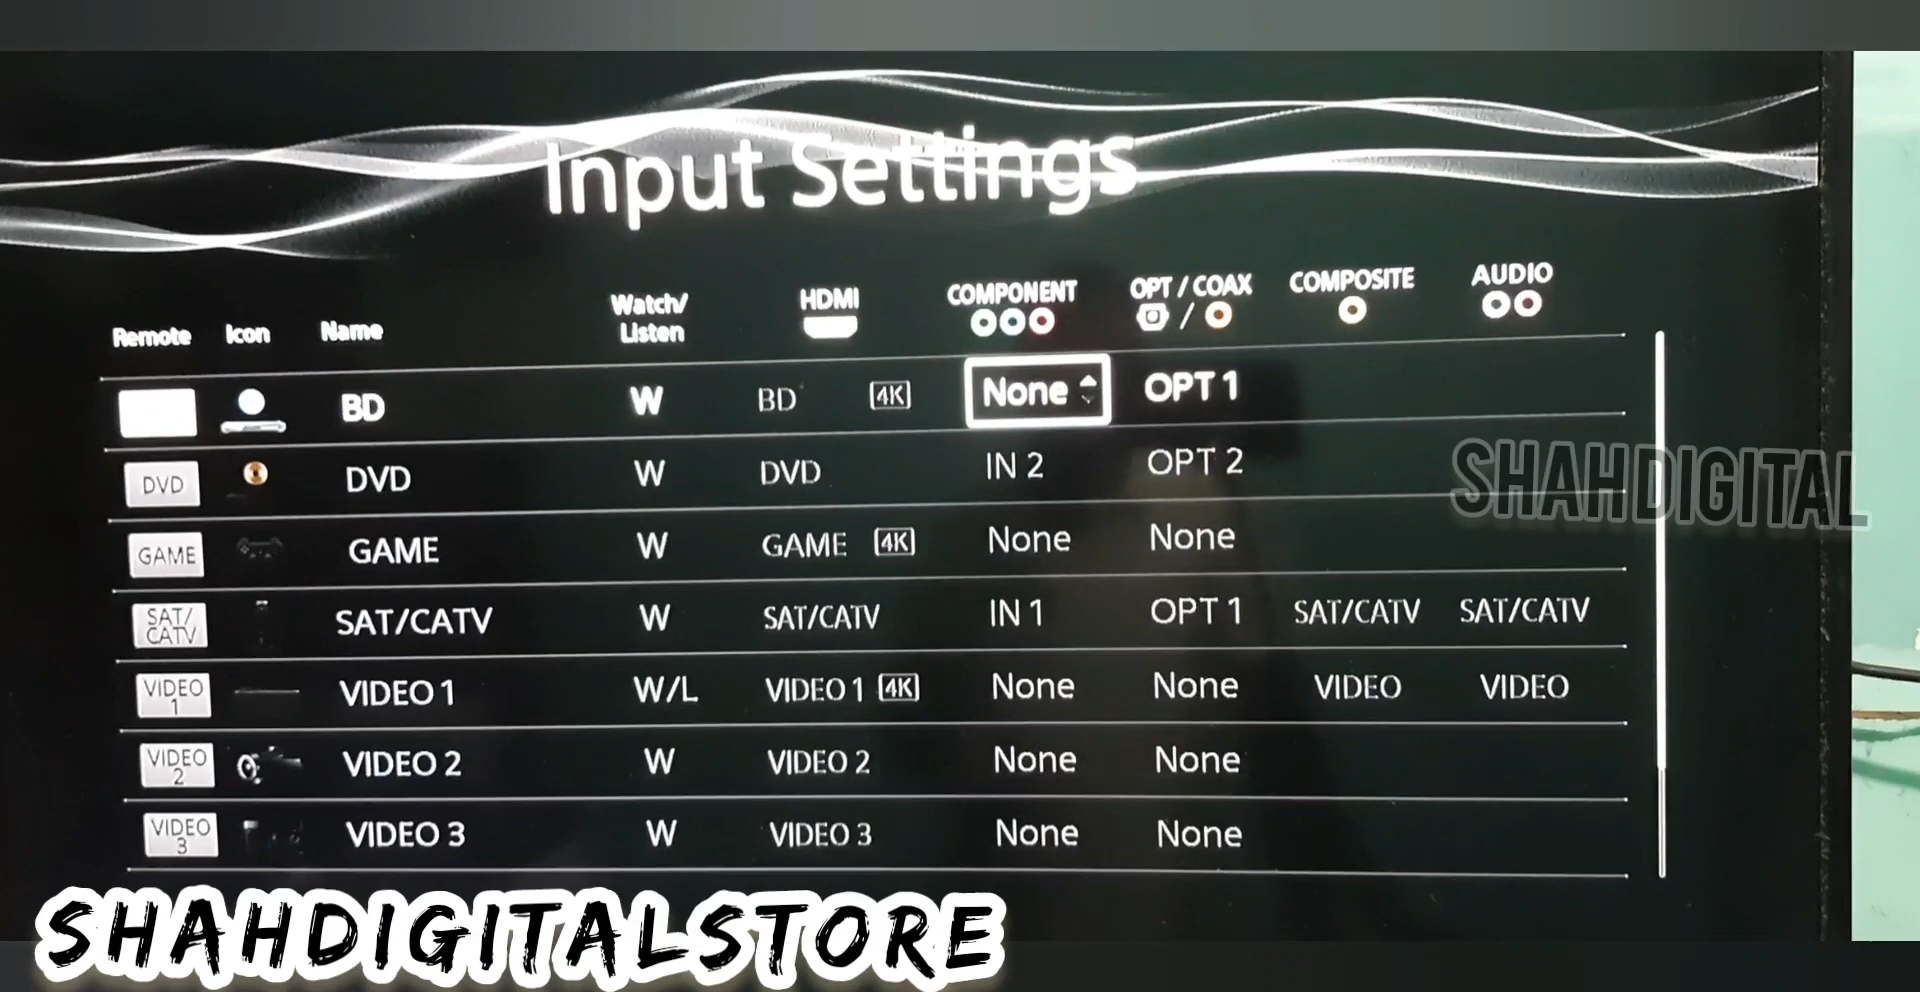 Input Settings
Remote Icon Name Watch/ Listen HDMI COMPONENT OPT / COAX COMPOSITE AUDIO
BD W BD 4K None OPT 1
DVD DVD W DVD IN 2 OPT 2
GAME GAME W GAME 4K None None
SAT/ CATV SAT/CATV W SAT/CATV IN 1 OPT 1 SAT/CATV SAT/CATV
VIDEO 1 VIDEO 1 W/L VIDEO 1 4K None None VIDEO VIDEO
VIDEO 2 VIDEO 2 W VIDEO 2 None None
VIDEO 3 VIDEO 3 W VIDEO 3 None None
SHAHDIGITAL
SHAHDIGITALSTORE